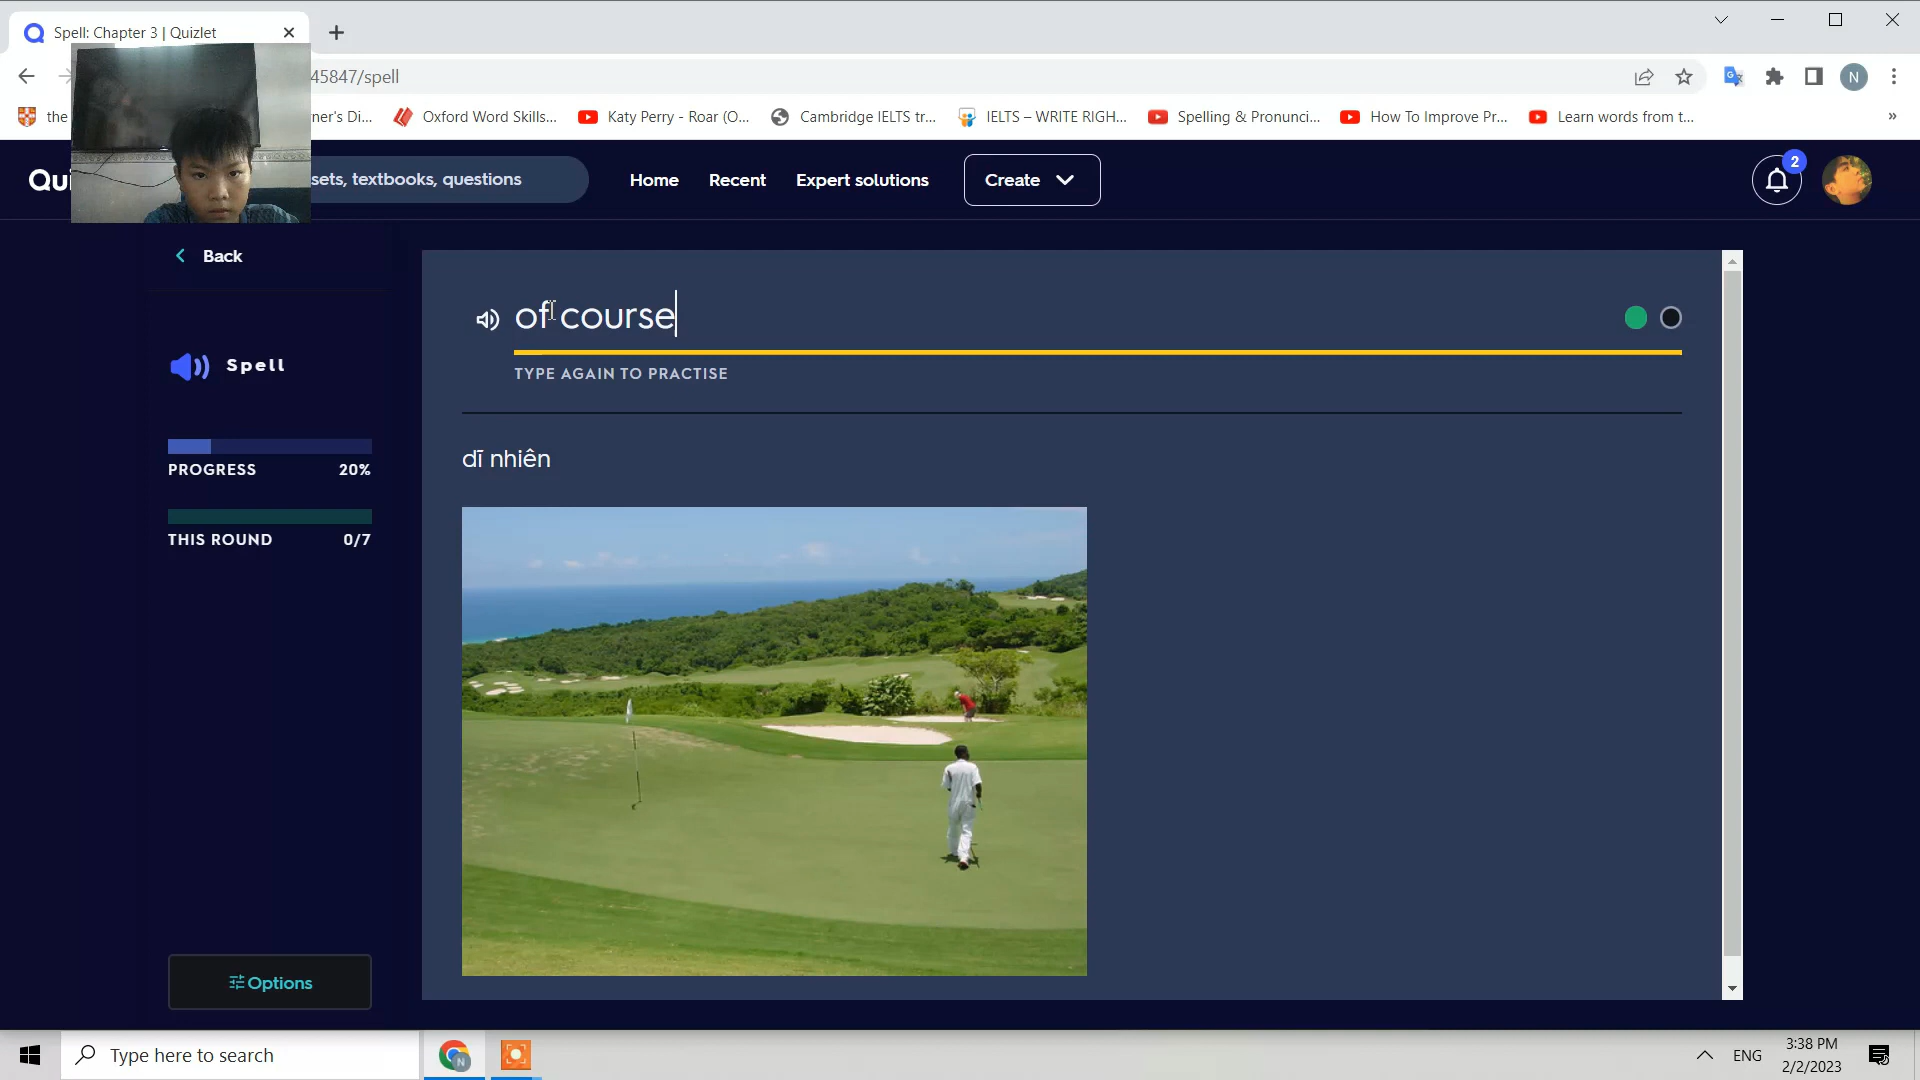 Spell: Chapter 3 | Quizlet
45847/spell
N
the
ner's Di...
Oxford Word Skills...
Katy Perry - Roar (O...
Cambridge IELTS tr...
IELTS – WRITE RIGH...
Spelling & Pronunci...
How To Improve Pr...
Learn words from t...
»
Qui
sets, textbooks, questions
Home
Recent
Expert solutions
Create
2
Back
of course
TYPE AGAIN TO PRACTISE
Spell
PROGRESS 20%
THIS ROUND 0/7
dĩ nhiên
Options
Type here to search
N
ENG
3:38 PM
2/2/2023